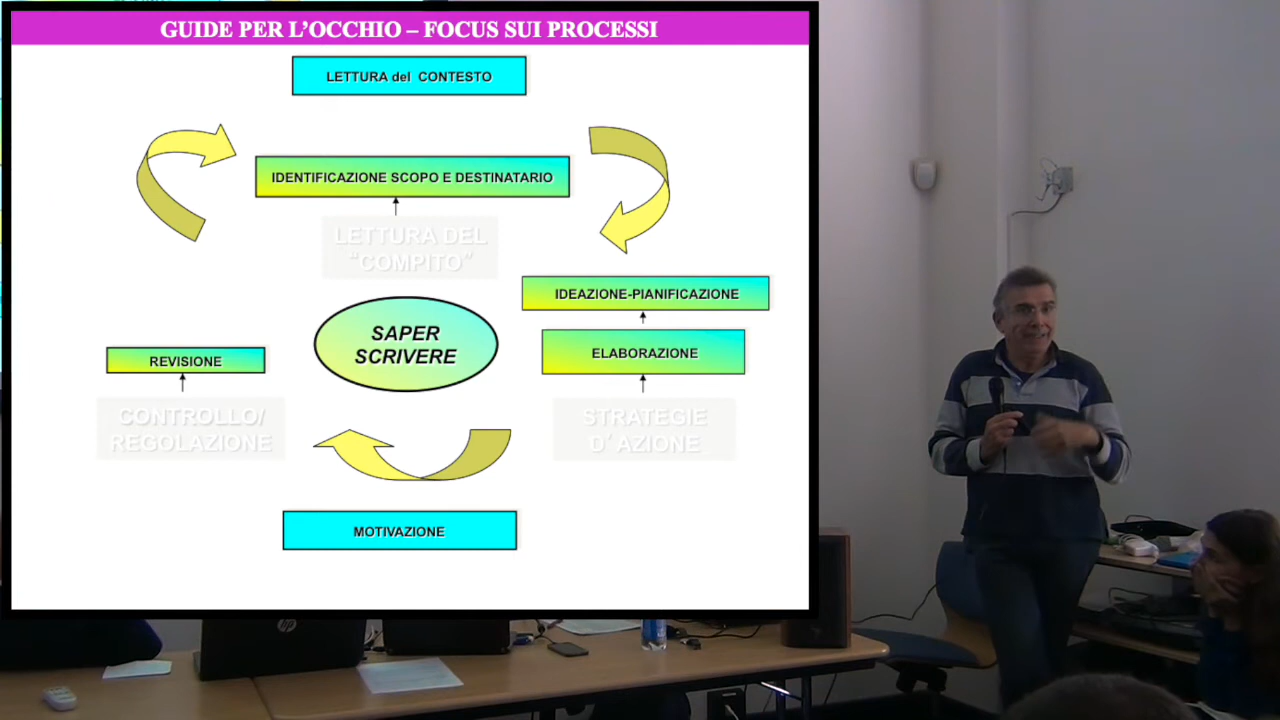 GUIDE PER L'OCCHIO – FOCUS SUI PROCESSI
LETTURA del CONTESTO
IDENTIFICAZIONE SCOPO E DESTINATARIO
LETTURA DEL
“COMPITO”
IDEAZIONE-PIANIFICAZIONE
SAPER
SCRIVERE
ELABORAZIONE
REVISIONE
CONTROLLO/
REGOLAZIONE
STRATEGIE
D' AZIONE
MOTIVAZIONE
hp